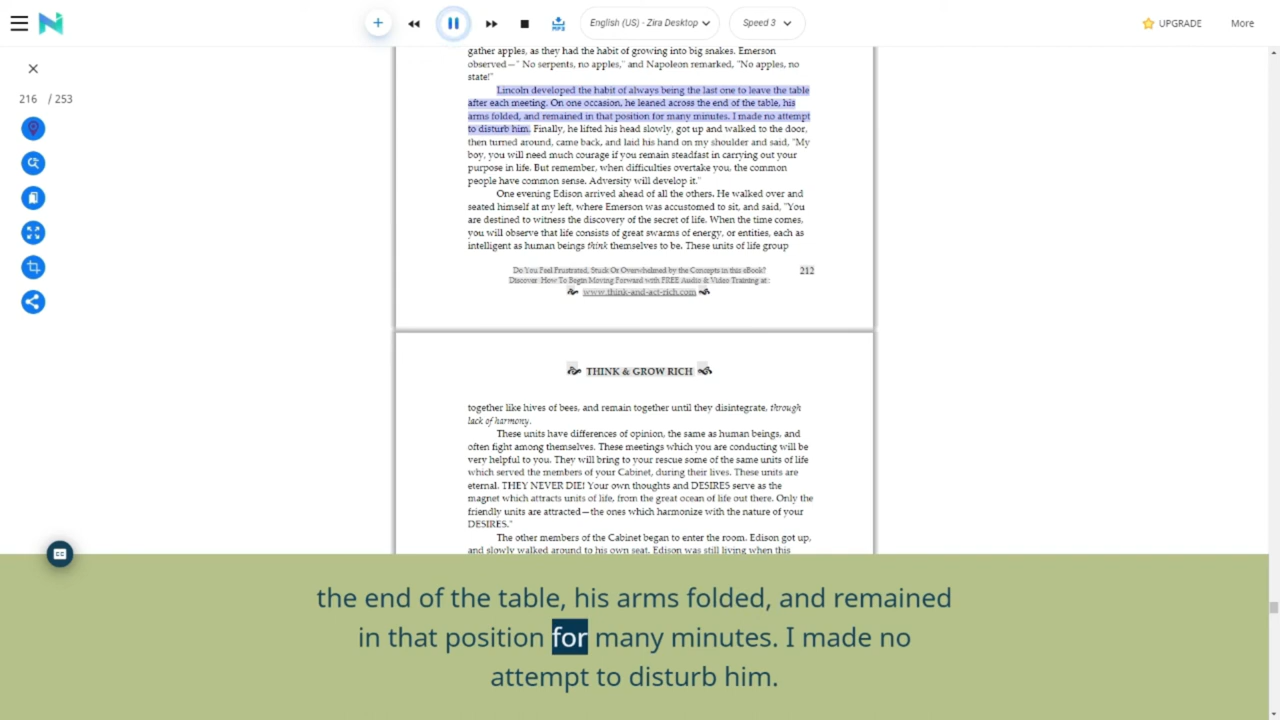 English (US) - Zira Desktop
Speed 3
UPGRADE
More
216 / 253
gather apples, as they had the habit of growing into big snakes. Emerson
observed—" No serpents, no apples," and Napoleon remarked, "No apples, no
state!"
Lincoln developed the habit of always being the last one to leave the table
after each meeting. On one occasion, he leaned across the end of the table, his
arms folded, and remained in that position for many minutes. I made no attempt
to disturb him. Finally, he lifted his head slowly, got up and walked to the door,
then turned around, came back, and laid his hand on my shoulder and said, "My
boy, you will need much courage if you remain steadfast in carrying out your
purpose in life. But remember, when difficulties overtake you, the common
people have common sense. Adversity will develop it."
One evening Edison arrived ahead of all the others. He walked over and
seated himself at my left, where Emerson was accustomed to sit, and said, "You
are destined to witness the discovery of the secret of life. When the time comes,
you will observe that life consists of great swarms of energy, or entities, each as
intelligent as human beings think themselves to be. These units of life group
Do You Feel Frustrated, Stuck Or Overwhelmed by the Concepts in this eBook?
212
Discover How To Begin Moving Forward with FREE Audio & Video Training at:
www.think-and-act-rich.com
THINK & GROW RICH
together like hives of bees, and remain together until they disintegrate, through
lack of harmony.
These units have differences of opinion, the same as human beings, and
often fight among themselves. These meetings which you are conducting will be
very helpful to you. They will bring to your rescue some of the same units of life
which served the members of your Cabinet, during their lives. These units are
eternal. THEY NEVER DIE! Your own thoughts and DESIRES serve as the
magnet which attracts units of life, from the great ocean of life out there. Only the
friendly units are attracted—the ones which harmonize with the nature of your
DESIRES."
The other members of the Cabinet began to enter the room. Edison got up,
and slowly walked around to his own seat. Edison was still living when this
CC
the end of the table, his arms folded, and remained
in that position for many minutes. I made no
attempt to disturb him.